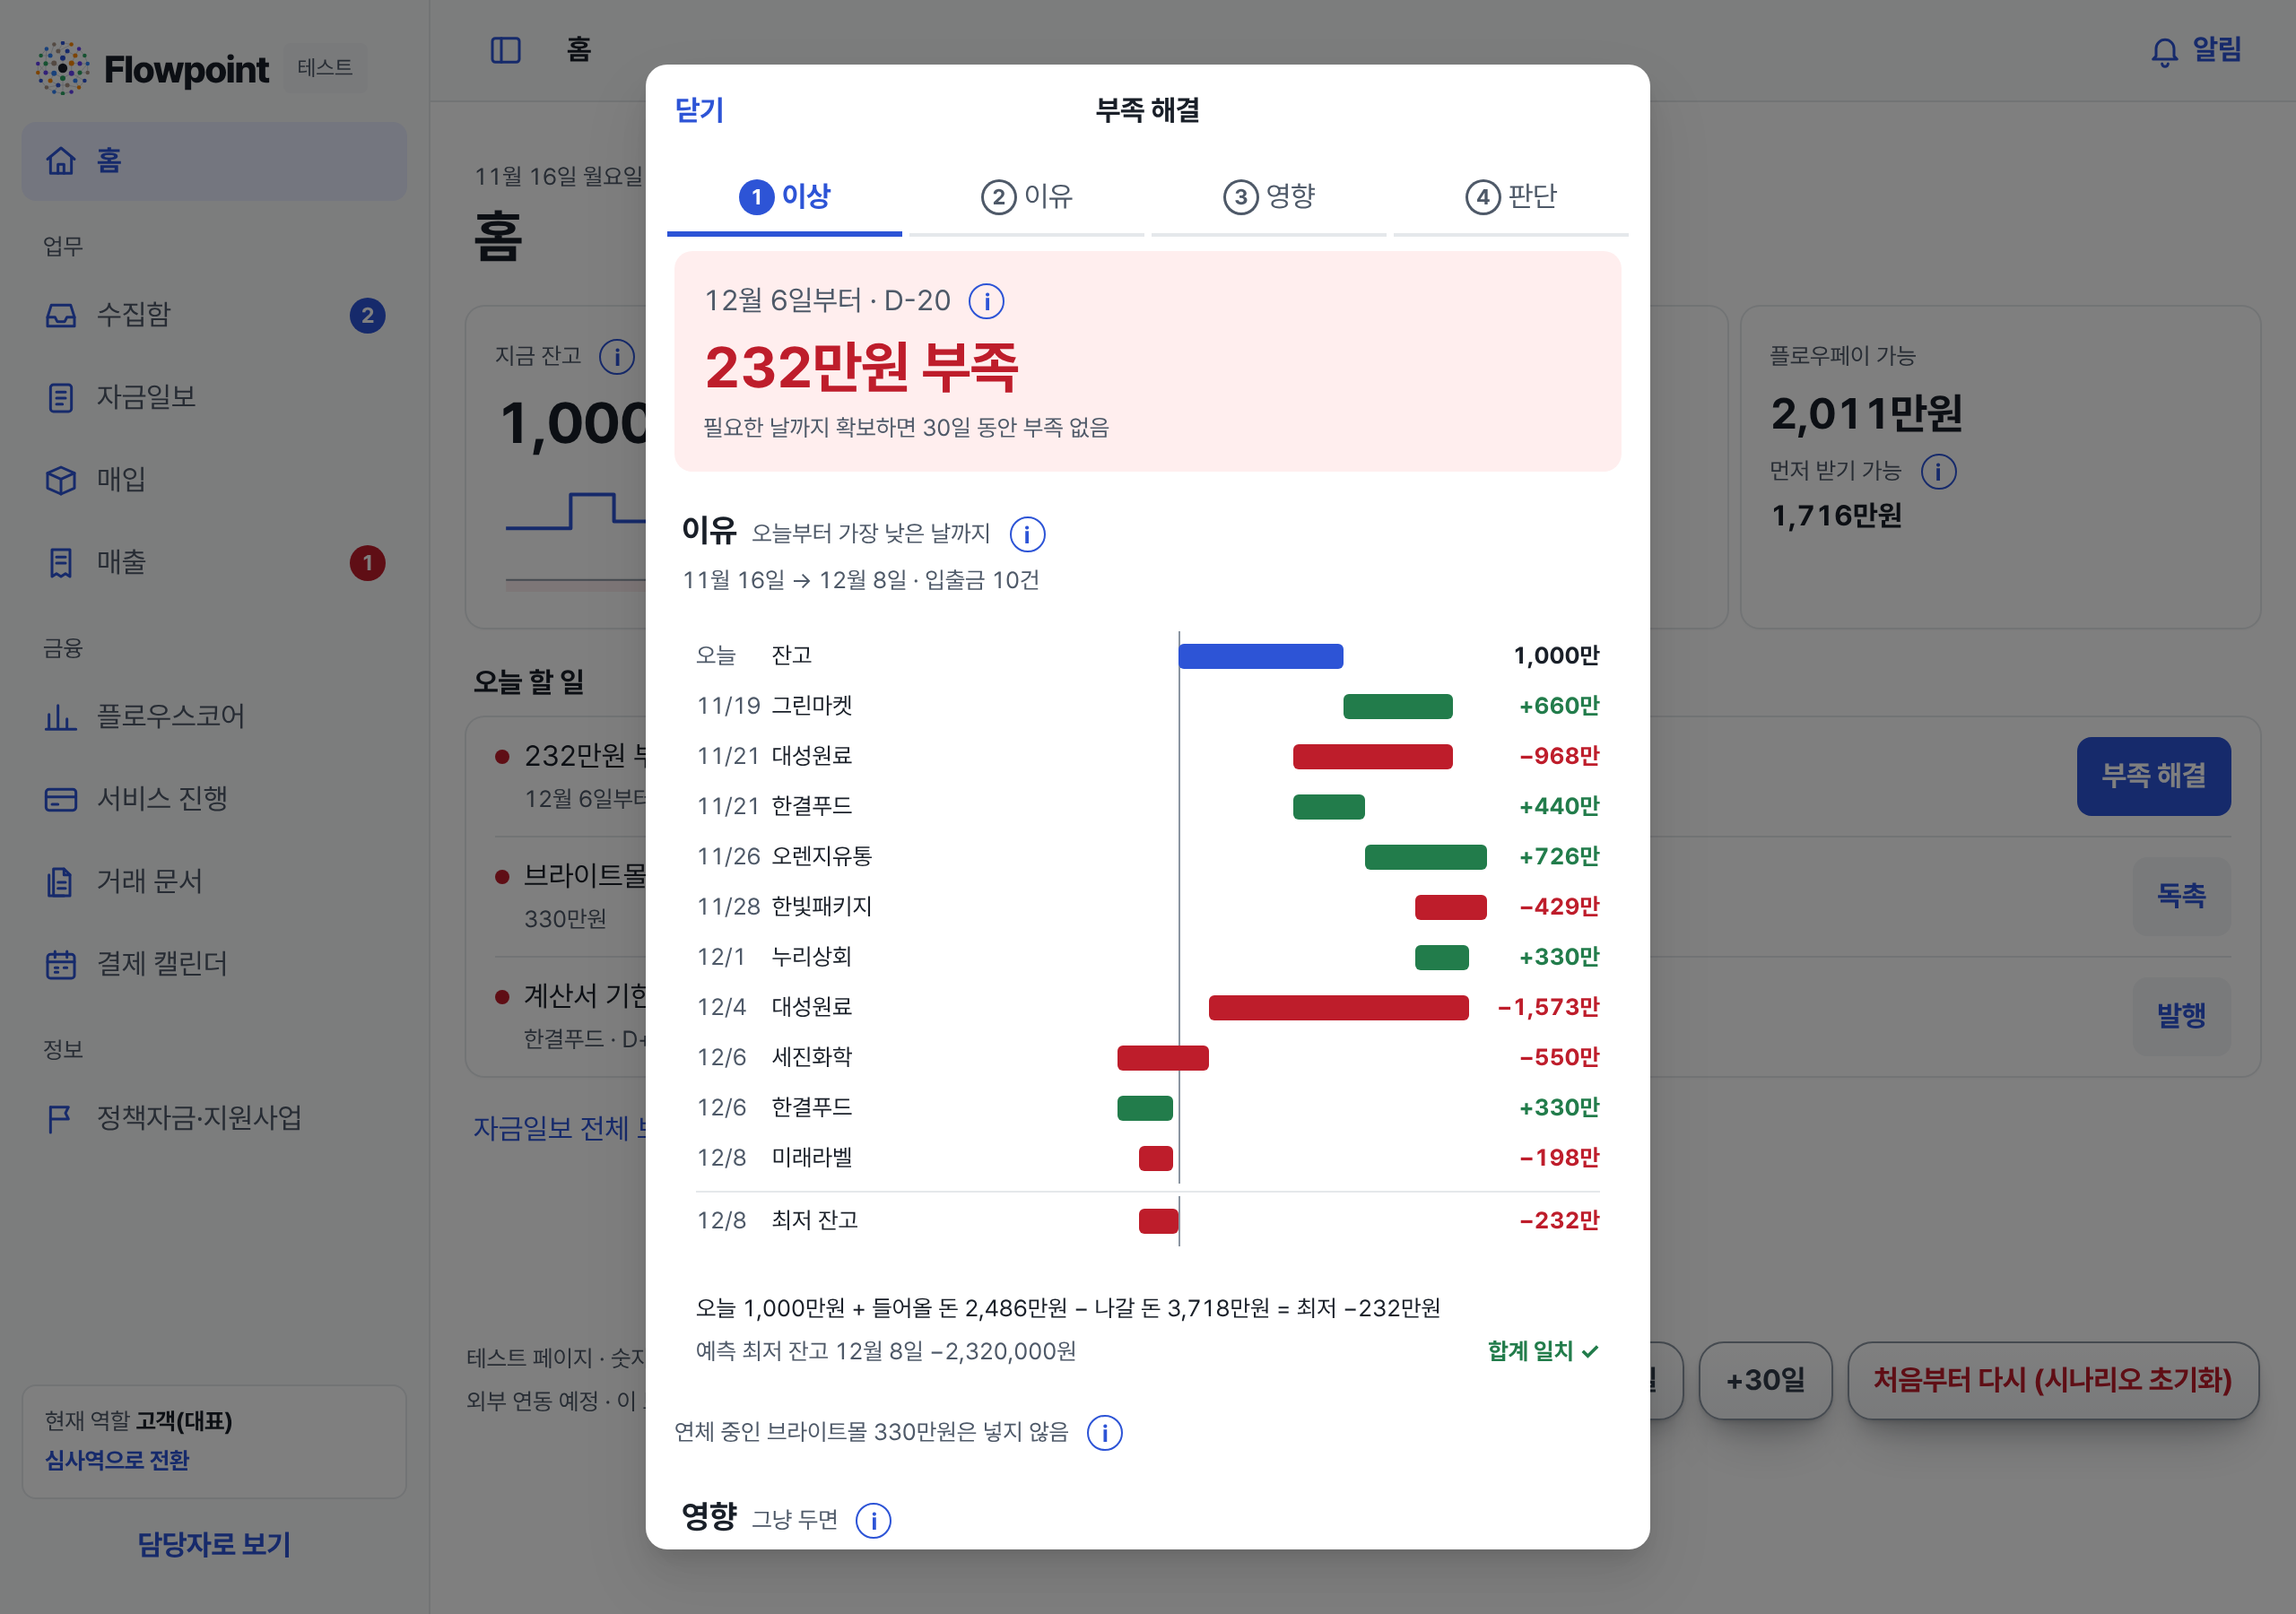 Flowpoint 테스트
홈
업무
수집함 2
자금일보
매입
매출 1
금융
플로우스코어
서비스 진행
거래 문서
결제 캘린더
정보
정책자금·지원사업
현재 역할 고객(대표)
심사역으로 전환
담당자로 보기
홈
알림
11월 16일 월요일
홈
지금 잔고 i
1,000
플로우페이 가능
2,011만원
먼저 받기 가능 i
1,716만원
오늘 할 일
232만원
12월 6일부터
부족 해결
브라이트몰
330만원
독촉
계산서 기한
한결푸드 · D+
발행
자금일보 전체
테스트 페이지 · 숫자
외부 연동 예정 · 이
+30일
처음부터 다시 (시나리오 초기화)
닫기
부족 해결
1 이상
2 이유
3 영향
4 판단
12월 6일부터 · D-20 i
232만원 부족
필요한 날까지 확보하면 30일 동안 부족 없음
이유 오늘부터 가장 낮은 날까지 i
11월 16일 → 12월 8일 · 입출금 10건
오늘 잔고 1,000만
11/19 그린마켓 +660만
11/21 대성원료 −968만
11/21 한결푸드 +440만
11/26 오렌지유통 +726만
11/28 한빛패키지 −429만
12/1 누리상회 +330만
12/4 대성원료 −1,573만
12/6 세진화학 −550만
12/6 한결푸드 +330만
12/8 미래라벨 −198만
12/8 최저 잔고 −232만
오늘 1,000만원 + 들어올 돈 2,486만원 − 나갈 돈 3,718만원 = 최저 −232만원
예측 최저 잔고 12월 8일 −2,320,000원 합계 일치 ✓
연체 중인 브라이트몰 330만원은 넣지 않음 i
영향 그냥 두면 i